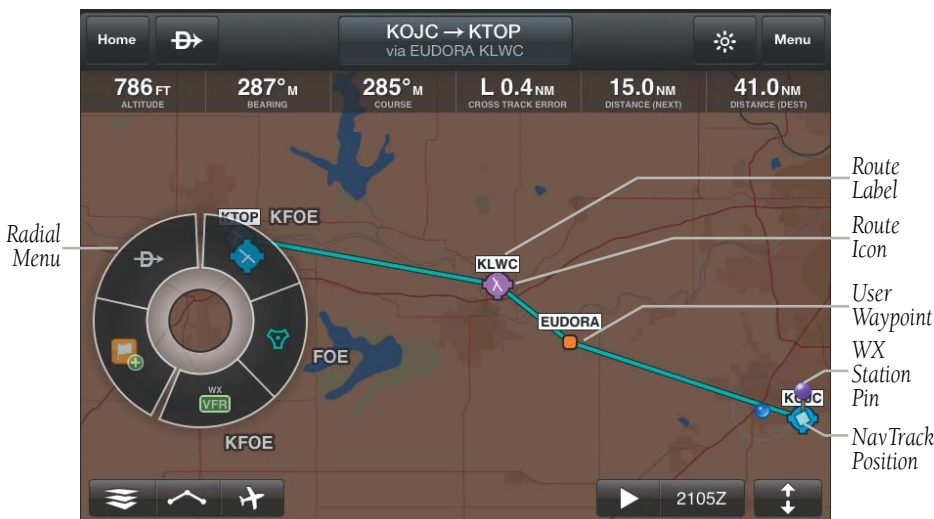 Home
KOJC → KTOP
via EUDORA KLWC
Menu
786 FT
ALTITUDE
287° M
BEARING
285° M
COURSE
L 0.4 NM
CROSS TRACK ERROR
15.0 NM
DISTANCE (NEXT)
41.0 NM
DISTANCE (DEST)
Route
Label
Radial
Menu
KTOP
KFOE
Route
Icon
KLWC
User
Waypoint
EUDORA
FOE
WX
Station
Pin
WX
VFR
KOJC
KFOE
NavTrack
Position
2105Z